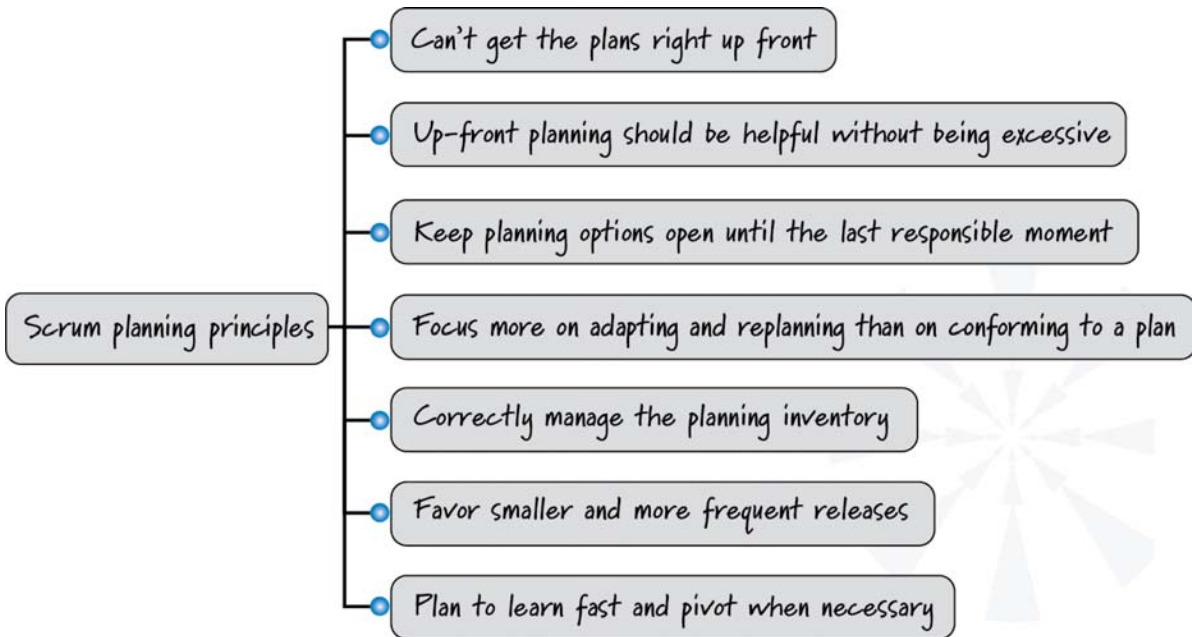 Can't get the plans right up front
Up-front planning should be helpful without being excessive
Keep planning options open until the last responsible moment
Scrum planning principles
Focus more on adapting and replanning than on conforming to a plan
Correctly manage the planning inventory
Favor smaller and more frequent releases
Plan to learn fast and pivot when necessary